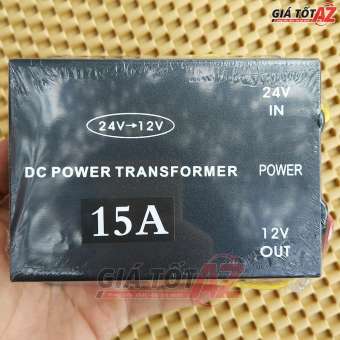 GIÁ TỐT AZ
24V
IN
24V→12V
DC POWER TRANSFORMER
POWER
15A
12V
OUT
GIÁ TỐT AZ